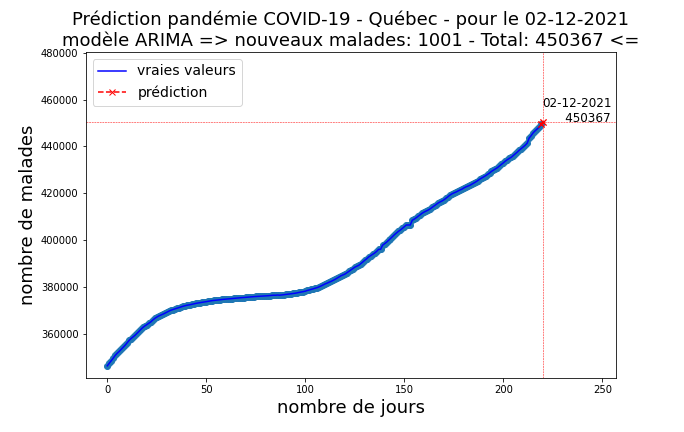 Prédiction pandémie COVID-19 - Québec - pour le 02-12-2021
modèle ARIMA => nouveaux malades: 1001 - Total: 450367 <=
480000
460000
440000
420000
400000
380000
360000
nombre de malades
vraies valeurs
prédiction
02-12-2021
450367
0
50
100
150
200
250
nombre de jours